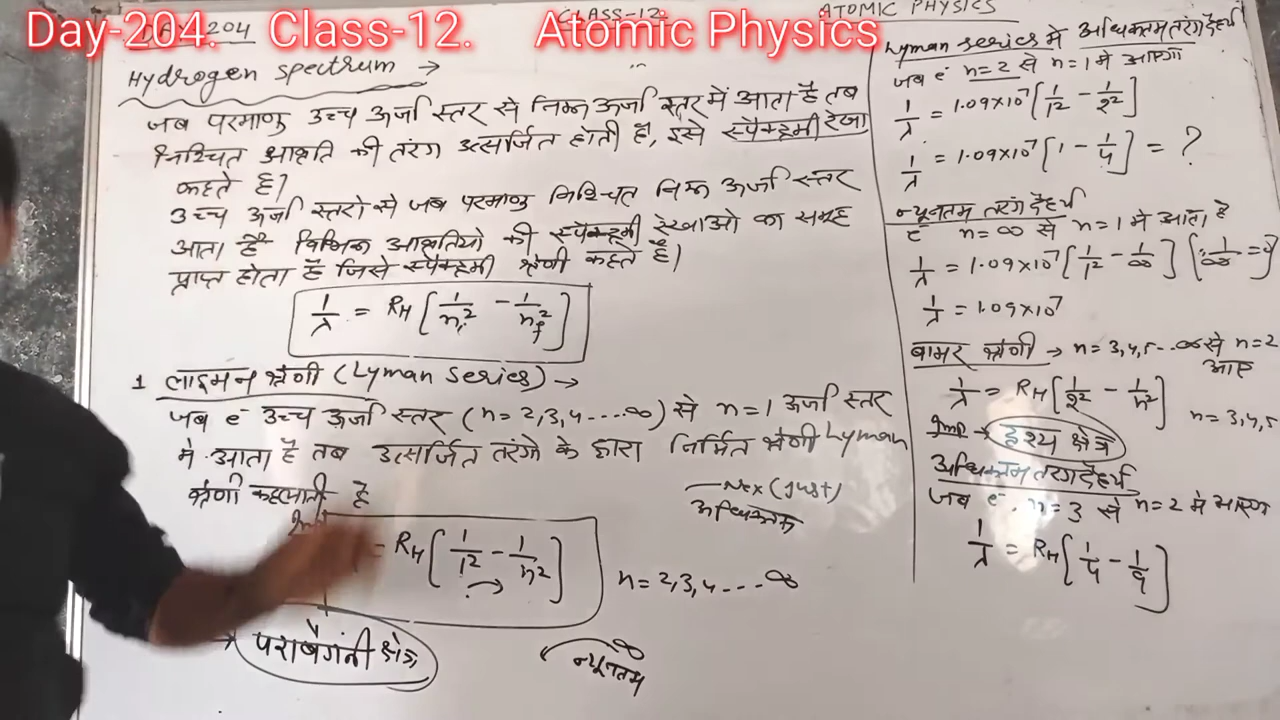 Day-204. Class-12. Atomic Physics
204
CLASS-12
ATOMIC PHYSICS
Hydrogen spectrum →
जब परमाणु उच्च ऊर्जा स्तर से निम्न ऊर्जा स्तर में आता है तब
निश्चित आवृति की तरंग उत्सर्जित होती है, इसे स्पैक्ट्रमी रेखा
कहते है।
उच्च ऊर्जा स्तरो से जब परमाणु निश्चित निम्न ऊर्जा स्तर
आता है विभिन्न आवृतियो की स्पैक्ट्रमी रेखाओ का समूह
प्राप्त होता है जिसे स्पैक्ट्रमी श्रेणी कहते है।
1/λ = R_H [1/n_i² - 1/n_f²]
1 लाइमन श्रेणी (Lyman series) →
जब e⁻ उच्च ऊर्जा स्तर (n=2,3,4----∞) से n=1 ऊर्जा स्तर
मे आता है तब उत्सर्जित तरंगो के द्वारा निर्मित श्रेणी Lyman
श्रेणी कहलाती है
अधिकतम
= R_H [1/1² - 1/n²] n=2,3,4----∞
→ पराबैगंनी क्षेत्र
न्यूनतम
Lyman series मे अधिकतम तरंगदैर्ध्य
जब e⁻ n=2 से n=1 मे आएगा
1/λ = 1.09×10⁷ [1/1² - 1/2²]
1/λ = 1.09×10⁷ [1 - 1/4] = ?
न्यूनतम तरंगदैर्ध्य
e⁻ n=∞ से n=1 मे आता है
1/λ = 1.09×10⁷ [1/1² - 1/∞] [∵ 1/∞ = 0]
1/λ = 1.09×10⁷
बामर श्रेणी → n=3,4,5--∞ से n=2
आए
1/λ = R_H [1/2² - 1/n²]
n=3,4,5
Imp → दृश्य क्षेत्र
अधिकतम तरंगदैर्ध्य
जब e⁻ n=3 से n=2 मे आएगा
1/λ = R_H [1/4 - 1/9]